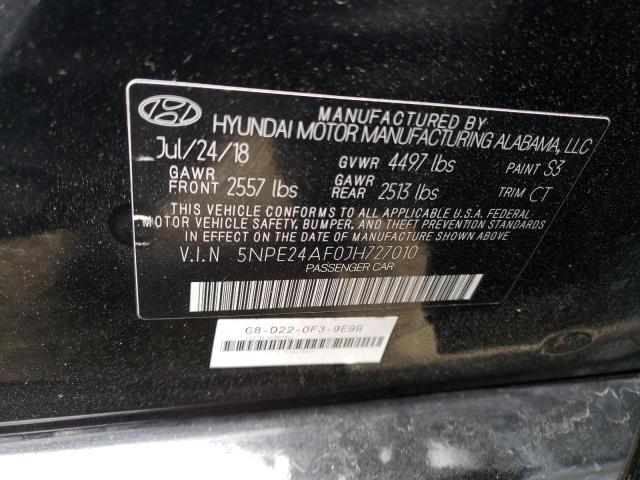 MANUFACTURED BY
HYUNDAI MOTOR MANUFACTURING ALABAMA, LLC
Jul/24/18 GVWR 4497 lbs PAINT S3
GAWR FRONT 2557 lbs GAWR REAR 2513 lbs TRIM CT
THIS VEHICLE CONFORMS TO ALL APPLICABLE U.S.A. FEDERAL
MOTOR VEHICLE SAFETY, BUMPER, AND THEFT PREVENTION STANDARDS
IN EFFECT ON THE DATE OF MANUFACTURE SHOWN ABOVE.
V.I.N 5NPE24AF0JH727010
PASSENGER CAR
G8-D22-0F3-9E9B